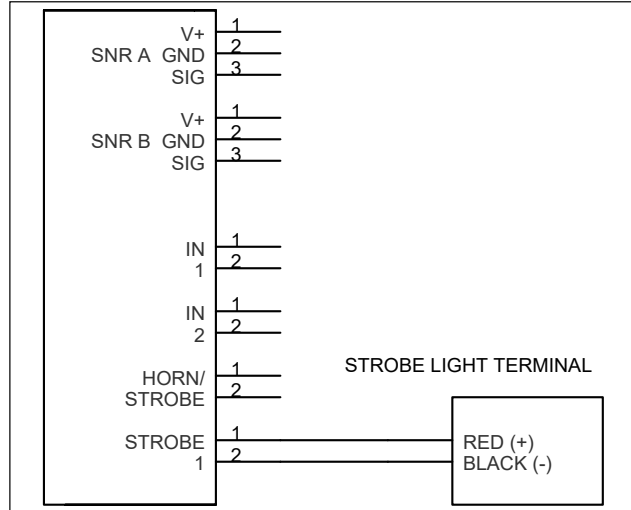 V+ 1
SNR A GND 2
SIG 3
V+ 1
SNR B GND 2
SIG 3
IN 1
1 2
IN 1
2 2
HORN/ 1
STROBE 2
STROBE LIGHT TERMINAL
STROBE 1
1 2
RED (+)
BLACK (-)